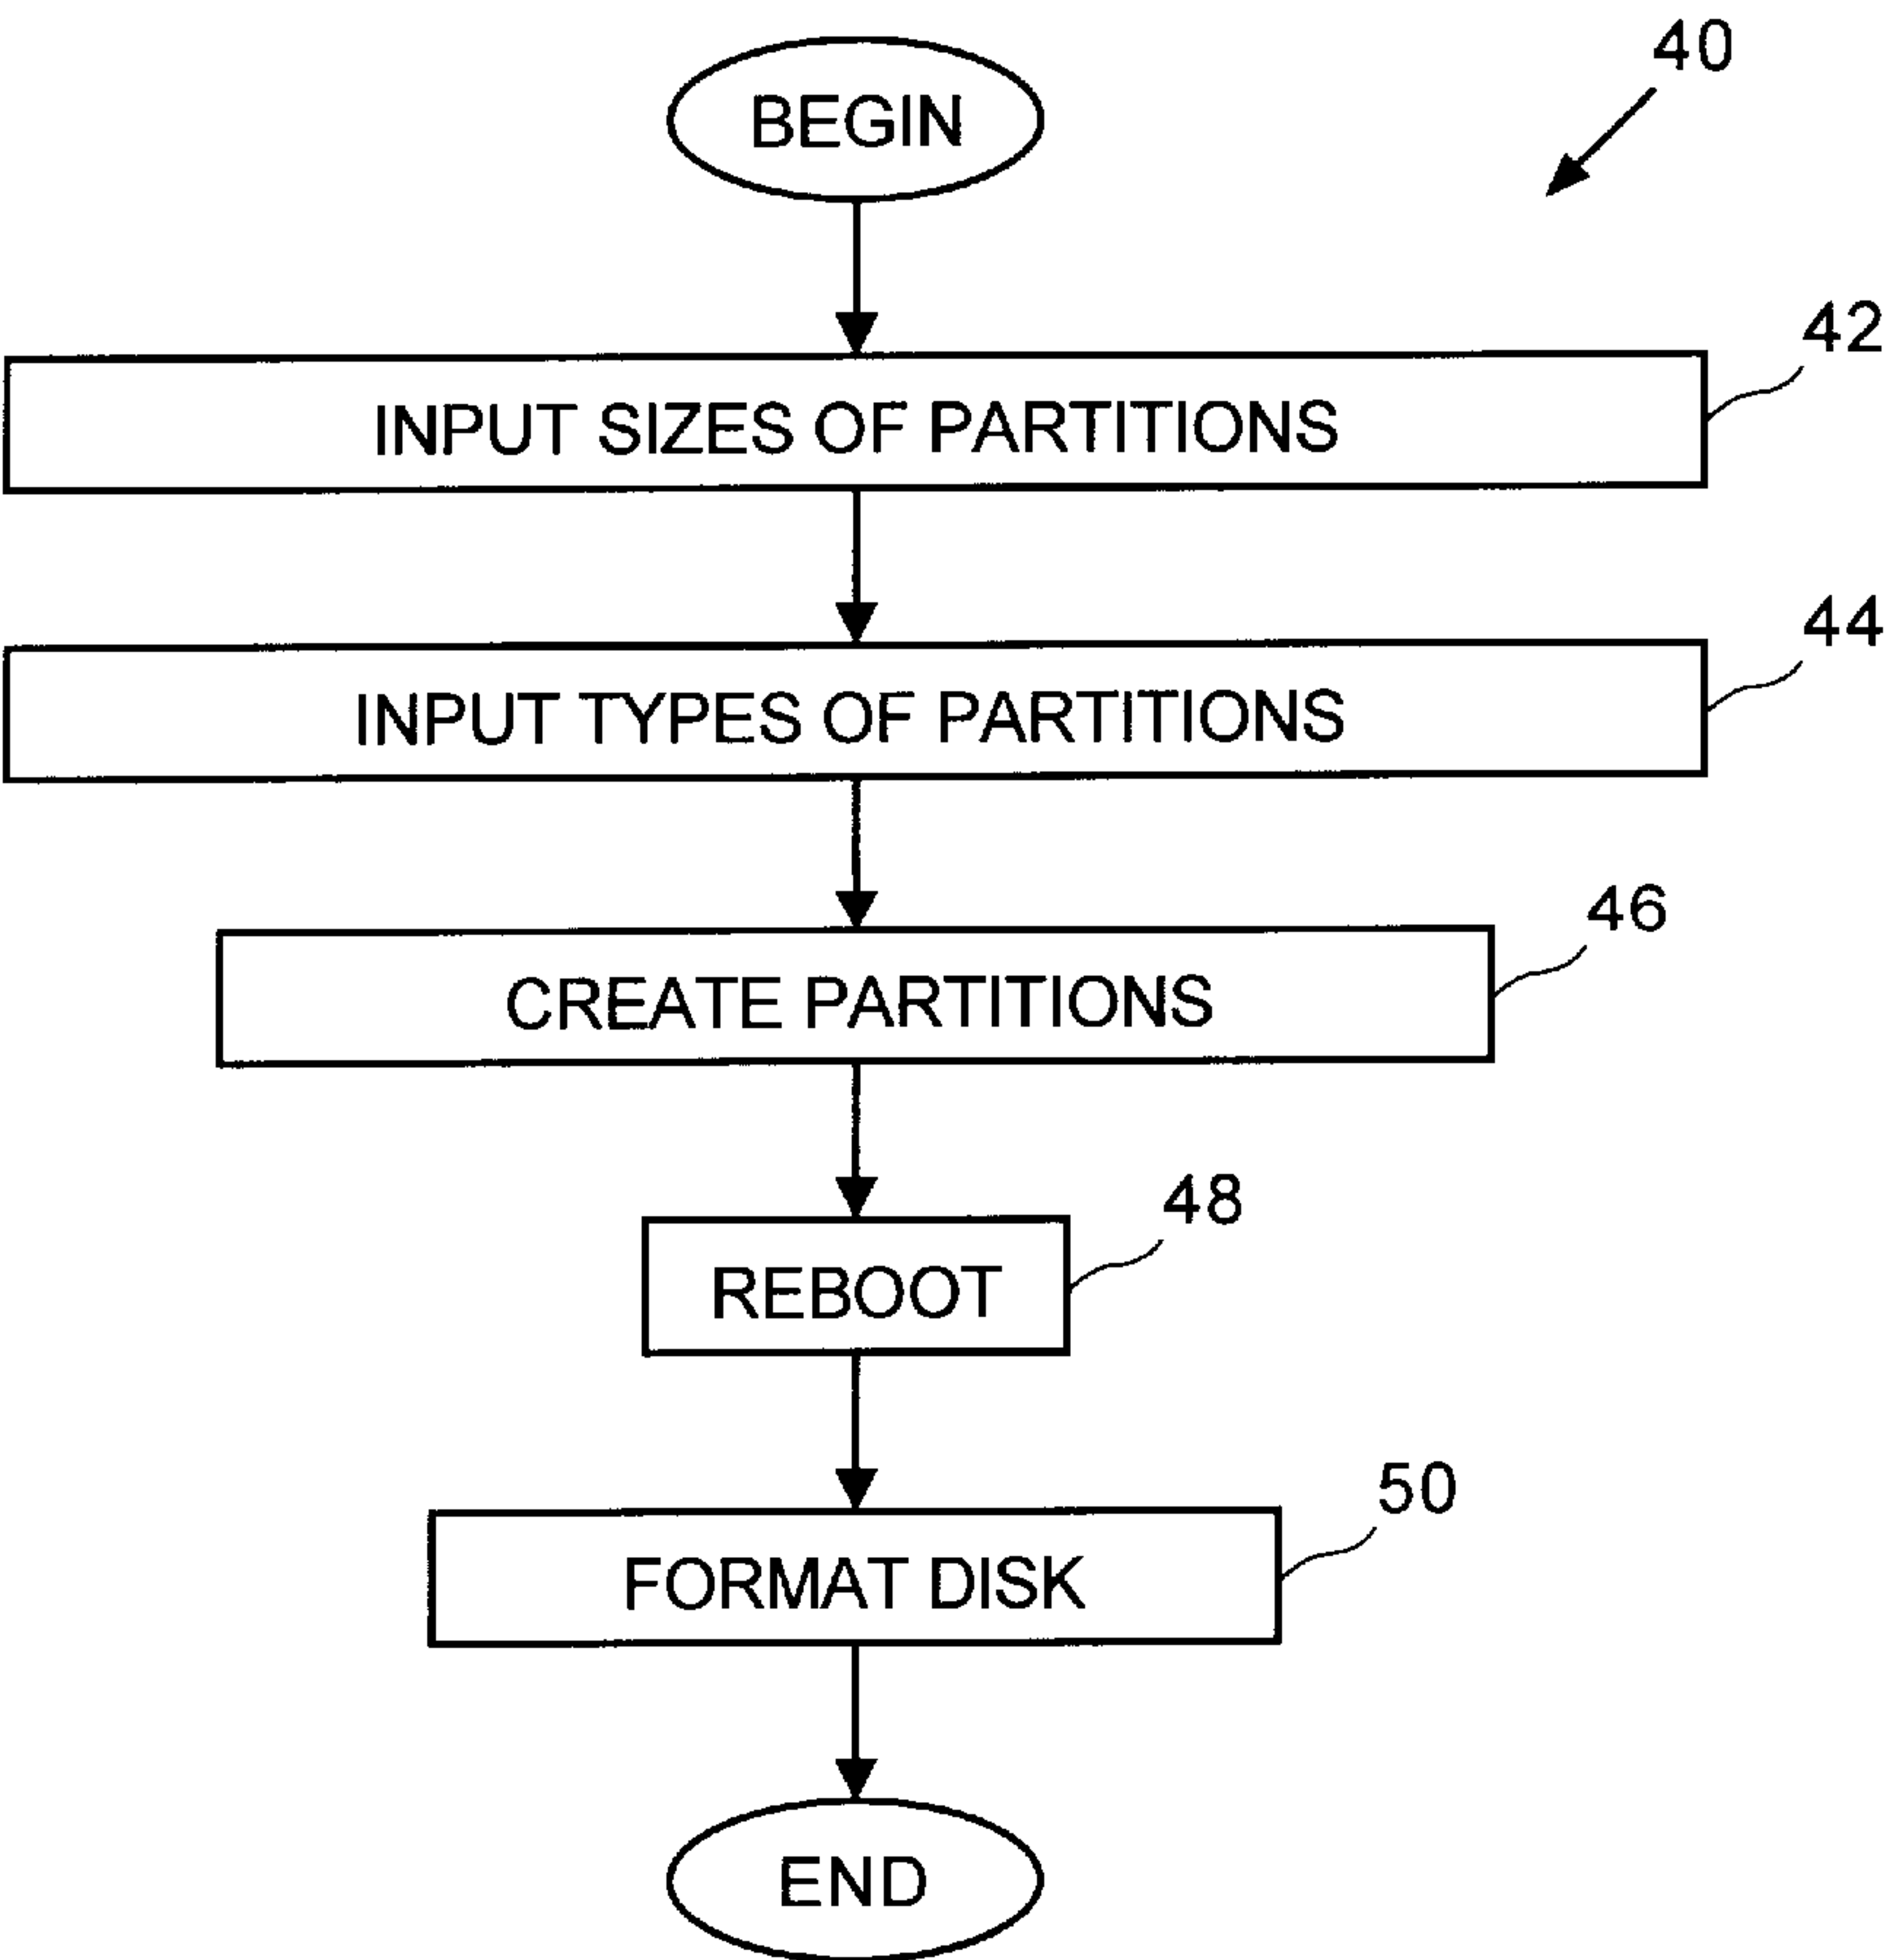 40
BEGIN
42
INPUT SIZES OF PARTITIONS
44
INPUT TYPES OF PARTITIONS
46
CREATE PARTITIONS
48
REBOOT
50
FORMAT DISK
END